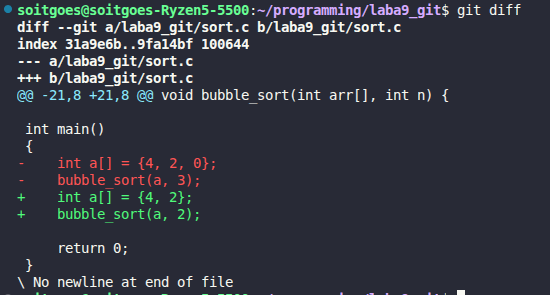 soitgoes@soitgoes-Ryzen5-5500:~/programming/laba9_git$ git diff
diff --git a/laba9_git/sort.c b/laba9_git/sort.c
index 31a9e6b..9fa14bf 100644
--- a/laba9_git/sort.c
+++ b/laba9_git/sort.c
@@ -21,8 +21,8 @@ void bubble_sort(int arr[], int n) {
 int main()
 {
-    int a[] = {4, 2, 0};
-    bubble_sort(a, 3);
+    int a[] = {4, 2};
+    bubble_sort(a, 2);
     return 0;
 }
\ No newline at end of file